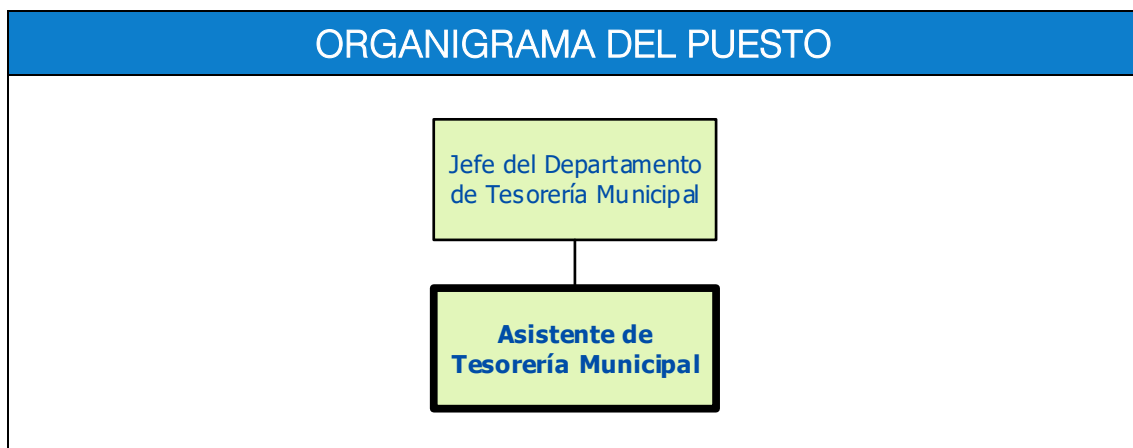 ORGANIGRAMA DEL PUESTO
Jefe del Departamento
de Tesorería Municipal
Asistente de
Tesorería Municipal